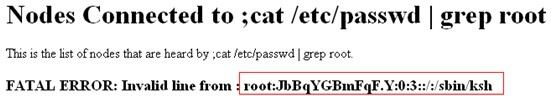 Nodes Connected to ;cat /etc/passwd | grep root
This is the list of nodes that are heard by ;cat /etc/passwd | grep root.
FATAL ERROR: Invalid line from : root:JbBqYGBmFqF.Y:0:3::/:/sbin/ksh